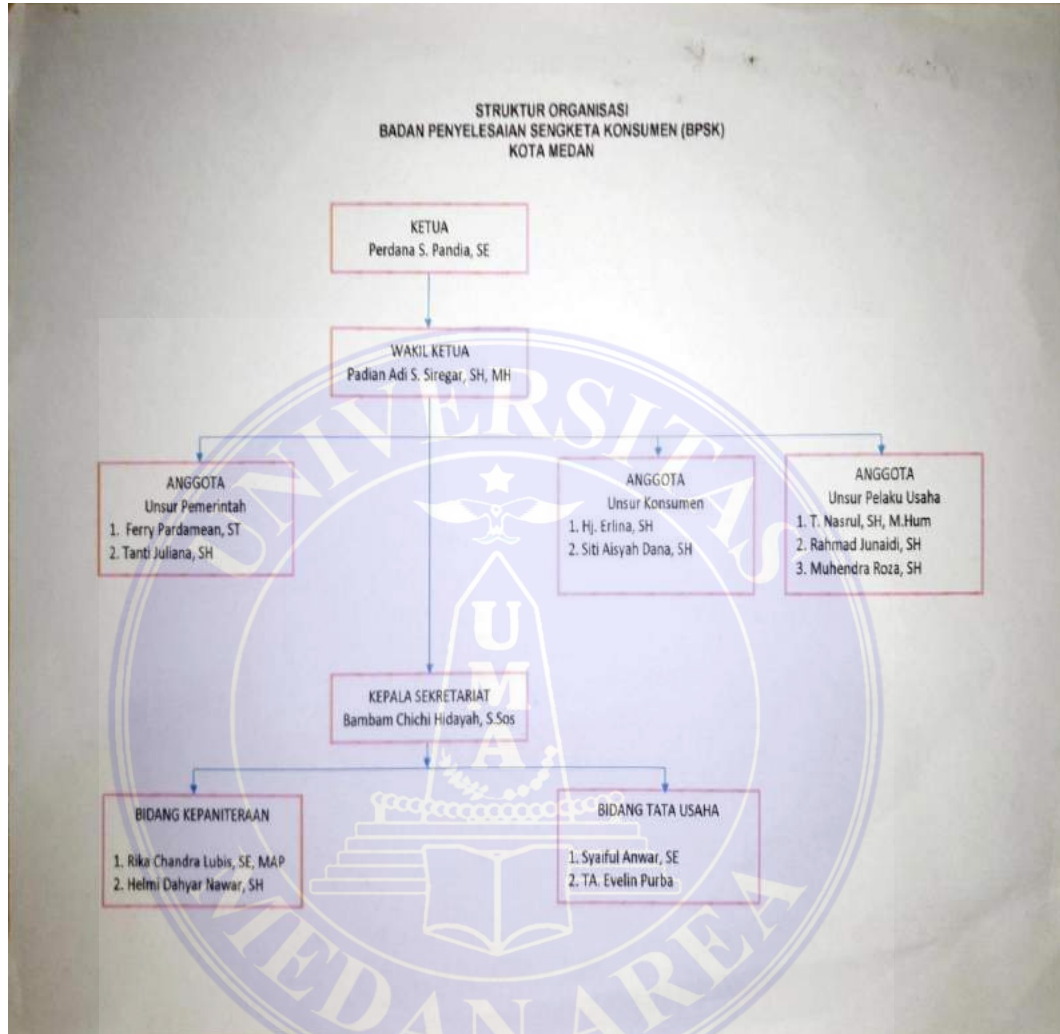 STRUKTUR ORGANISASI
BADAN PENYELESAIAN SENGKETA KONSUMEN (BPSK)
KOTA MEDAN
KETUA
Perdana S. Pandia, SE
WAKIL KETUA
Padian Adi S. Siregar, SH, MH
ANGGOTA
Unsur Pemerintah
1. Ferry Pardamean, ST
2. Tanti Juliana, SH
ANGGOTA
Unsur Konsumen
1. Hj. Erlina, SH
2. Siti Aisyah Dana, SH
ANGGOTA
Unsur Pelaku Usaha
1. T. Nasrul, SH, M.Hum
2. Rahmad Junaidi, SH
3. Muhendra Roza, SH
KEPALA SEKRETARIAT
Bambam Chichi Hidayah, S.Sos
BIDANG KEPANITERAAN
1. Rika Chandra Lubis, SE, MAP
2. Helmi Dahyar Nawar, SH
BIDANG TATA USAHA
1. Syaiful Anwar, SE
2. TA. Evelin Purba
UNIVERSITAS
MEDAN AREA
UMA